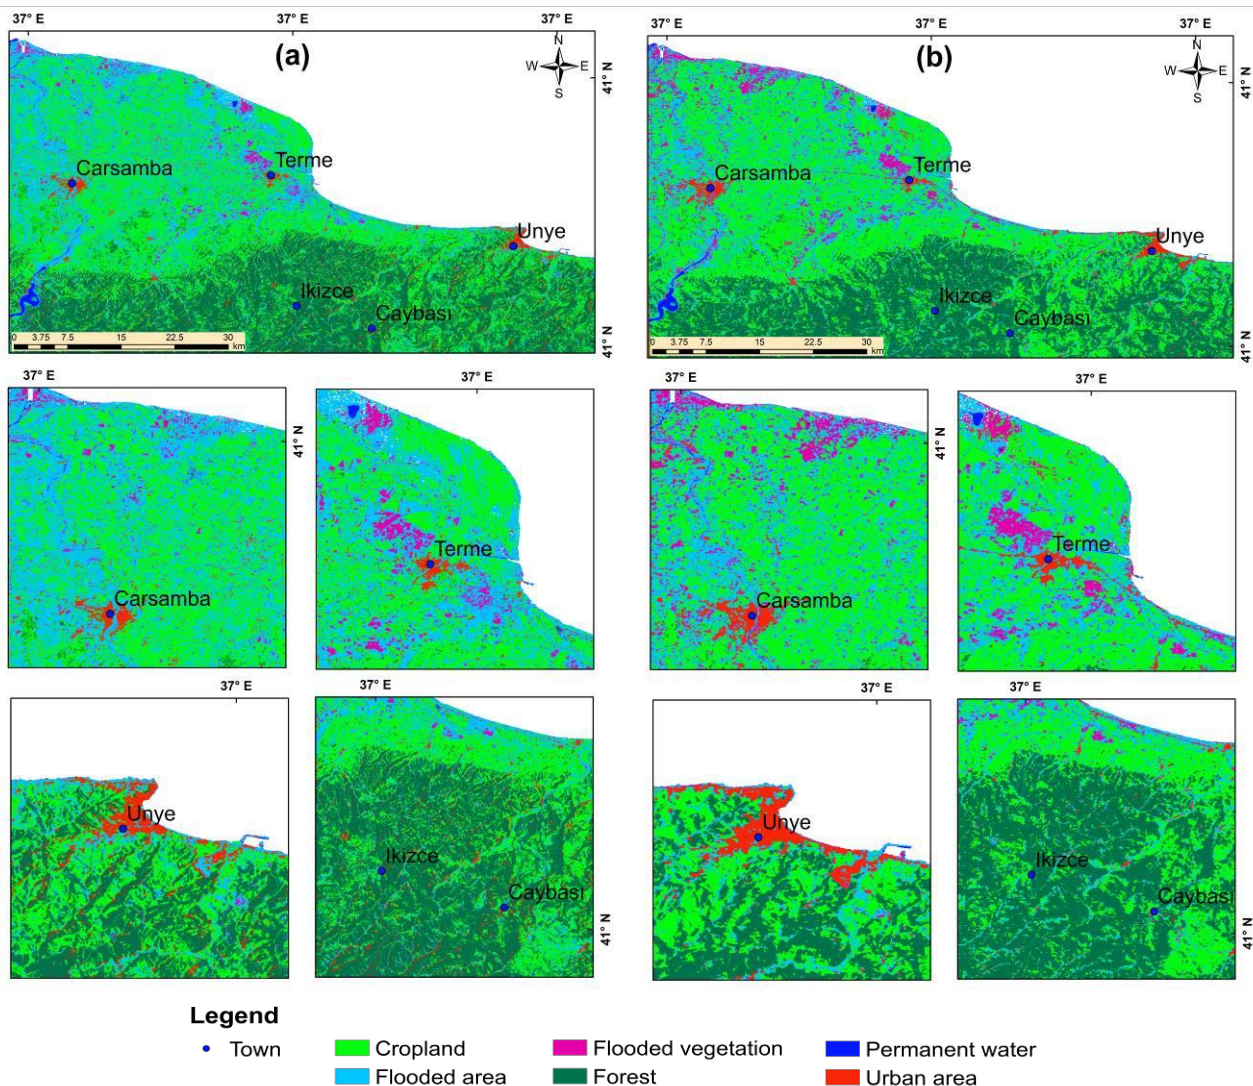 37° E 37° E 37° E
(a)
N
W E
S
41° N
Carsamba
Terme
Unye
Ikizce
Caybası
0 3.75 7.5 15 22.5 30
km
41° N
37° E 37° E 37° E
(b)
N
W E
S
41° N
Carsamba
Terme
Unye
Ikizce
Caybası
0 3.75 7.5 15 22.5 30
km
41° N
37° E
41° N
Carsamba
37° E
Terme
37° E
41° N
Carsamba
37° E
Terme
37° E
Unye
37° E
Ikizce
Caybası
41° N
37° E
Unye
37° E
Ikizce
Caybası
41° N
Legend
Town
Cropland
Flooded vegetation
Permanent water
Flooded area
Forest
Urban area